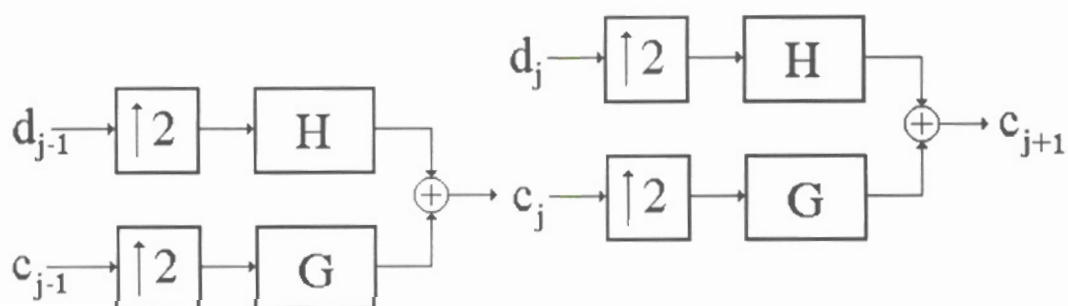 d_j ↑2 H
d_{j-1} ↑2 H + c_{j+1}
+ c_j ↑2 G
c_{j-1} ↑2 G